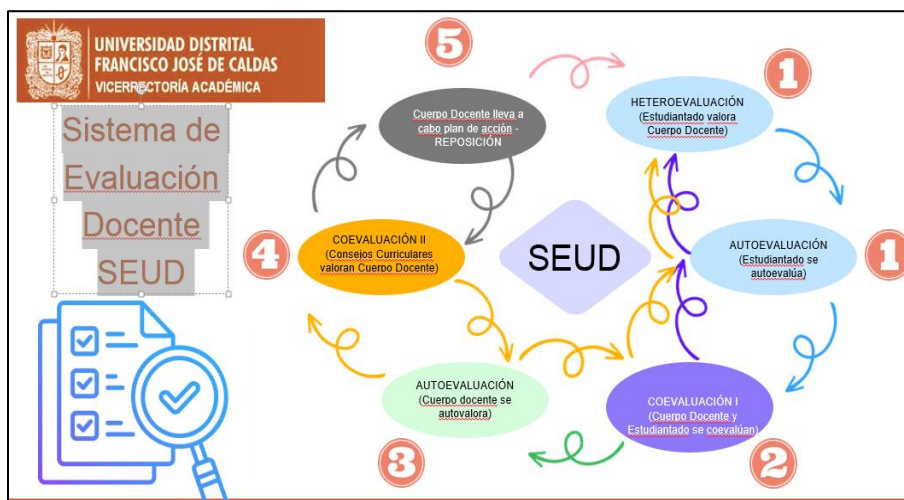 UNIVERSIDAD DISTRITAL
FRANCISCO JOSÉ DE CALDAS
VICERRECTORÍA ACADÉMICA
Sistema de
Evaluación
Docente
SEUD
5
Cuerpo Docente lleva a
cabo plan de acción -
REPOSICIÓN
1
HETEROEVALUACIÓN
(Estudiantado valora
Cuerpo Docente)
4
COEVALUACIÓN II
(Consejos Curriculares
valoran Cuerpo Docente)
SEUD
AUTOEVALUACIÓN
(Estudiantado se
autoevalúa)
1
AUTOEVALUACIÓN
(Cuerpo docente se
autovalora)
3
COEVALUACIÓN I
(Cuerpo Docente y
Estudiantado se coevalúan)
2